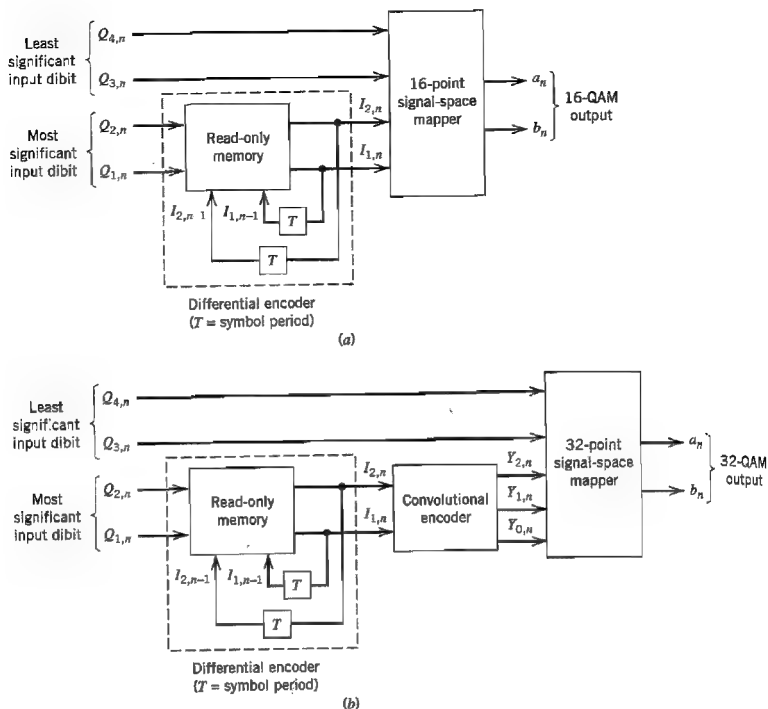 Least
significant
input dibit
Q4,n
Q3,n
Most
significant
input dibit
Q2,n
Q1,n
Read-only
memory
I2,n
I1,n
I2,n-1
I1,n-1
T
T
16-point
signal-space
mapper
an
bn
16-QAM
output
Differential encoder
(T = symbol period)
(a)
Least
significant
input dibit
Q4,n
Q3,n
Most
significant
input dibit
Q2,n
Q1,n
Read-only
memory
I2,n
I1,n
I2,n-1
I1,n-1
T
T
Convolutional
encoder
Y2,n
Y1,n
Y0,n
32-point
signal-space
mapper
an
bn
32-QAM
output
Differential encoder
(T = symbol period)
(b)